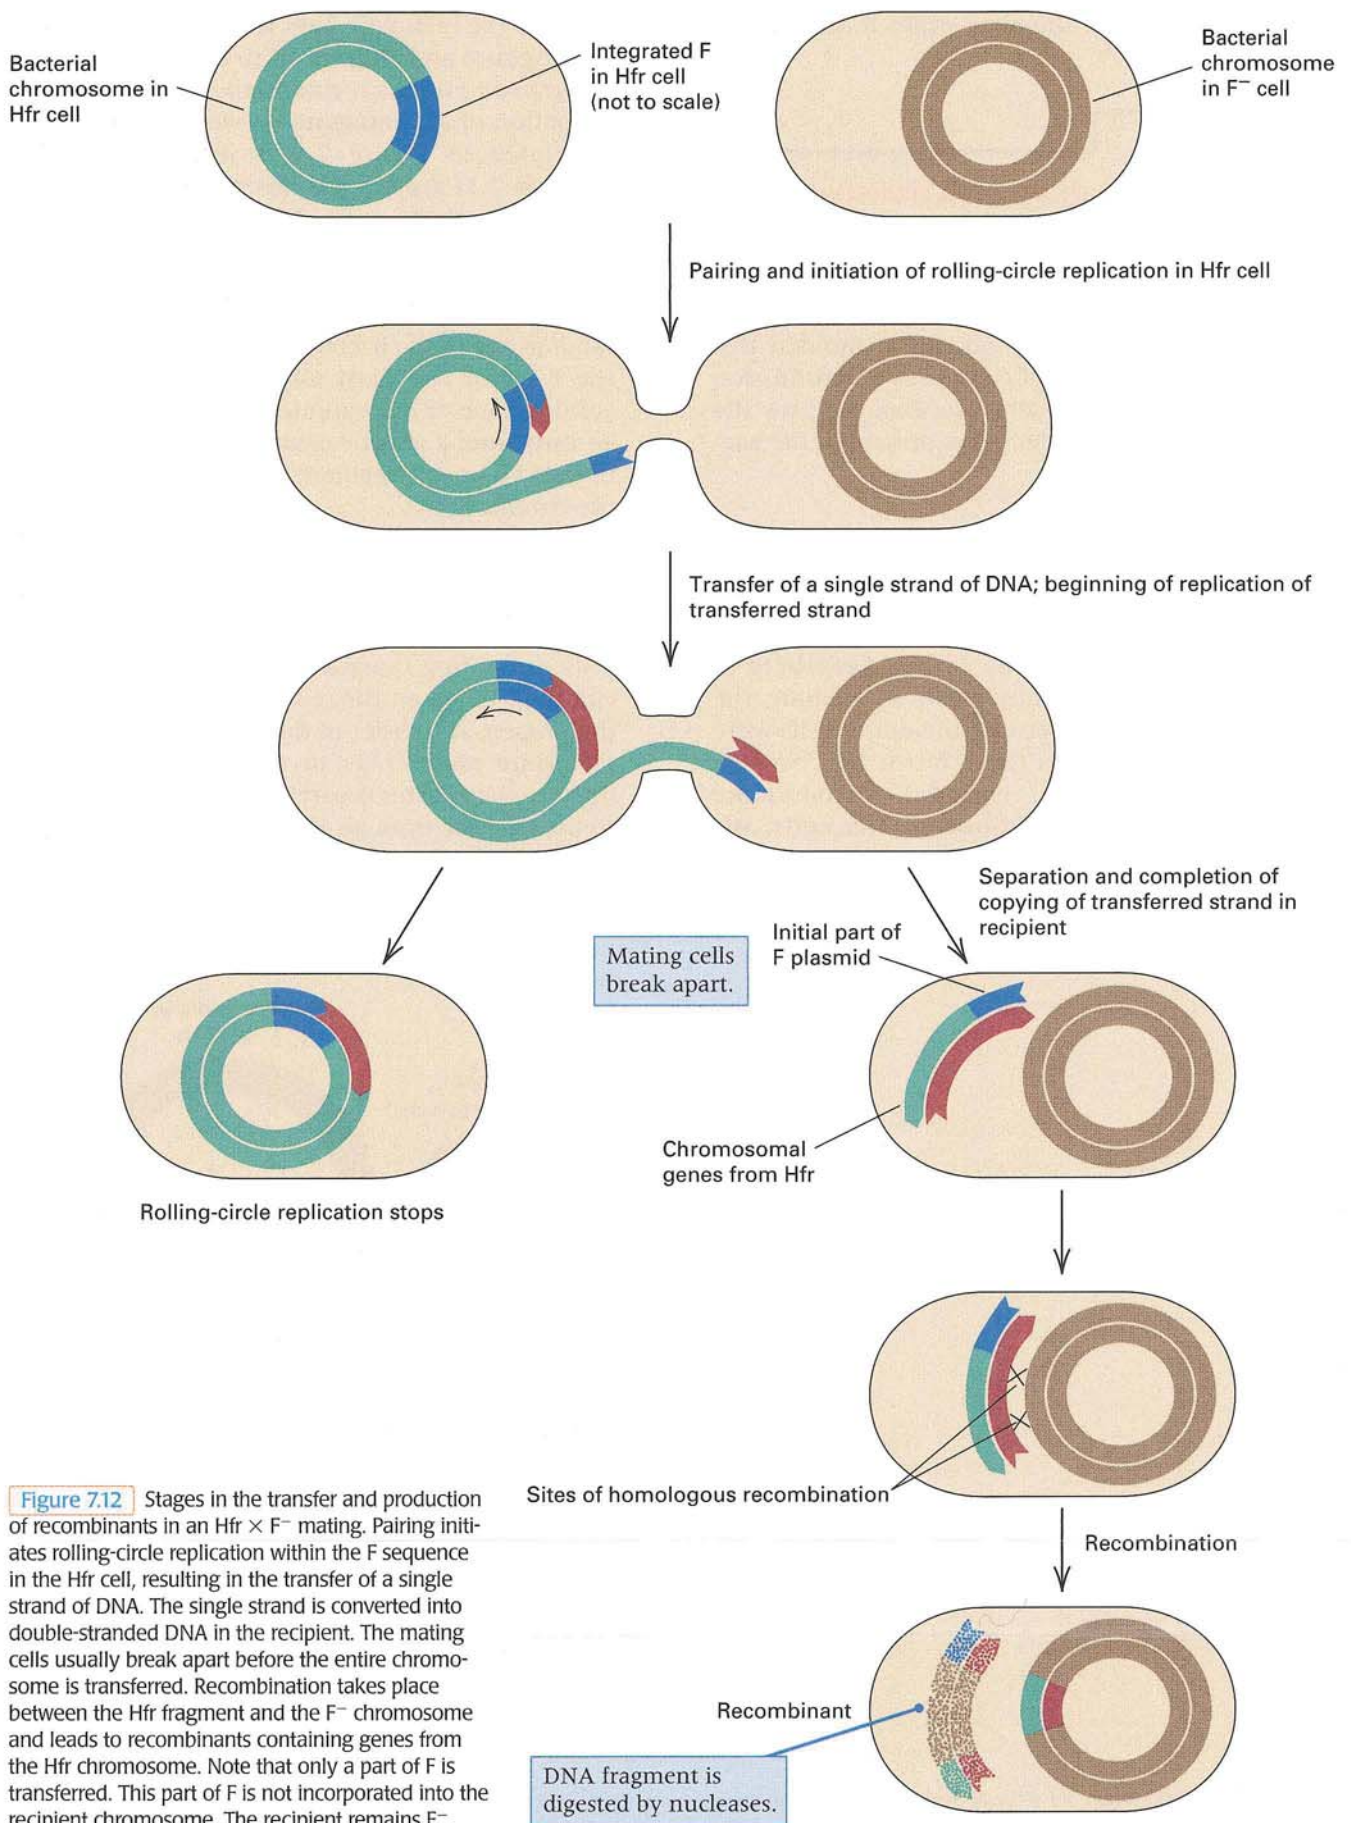 Bacterial
chromosome in
Hfr cell
Integrated F
in Hfr cell
(not to scale)
Bacterial
chromosome
in F⁻ cell
Pairing and initiation of rolling-circle replication in Hfr cell
Transfer of a single strand of DNA; beginning of replication of
transferred strand
Separation and completion of
copying of transferred strand in
recipient
Mating cells
break apart.
Initial part of
F plasmid
Chromosomal
genes from Hfr
Rolling-circle replication stops
Sites of homologous recombination
Recombination
Recombinant
DNA fragment is
digested by nucleases.
Figure 7.12 Stages in the transfer and production
of recombinants in an Hfr × F⁻ mating. Pairing initi-
ates rolling-circle replication within the F sequence
in the Hfr cell, resulting in the transfer of a single
strand of DNA. The single strand is converted into
double-stranded DNA in the recipient. The mating
cells usually break apart before the entire chromo-
some is transferred. Recombination takes place
between the Hfr fragment and the F⁻ chromosome
and leads to recombinants containing genes from
the Hfr chromosome. Note that only a part of F is
transferred. This part of F is not incorporated into the
recipient chromosome. The recipient remains F⁻